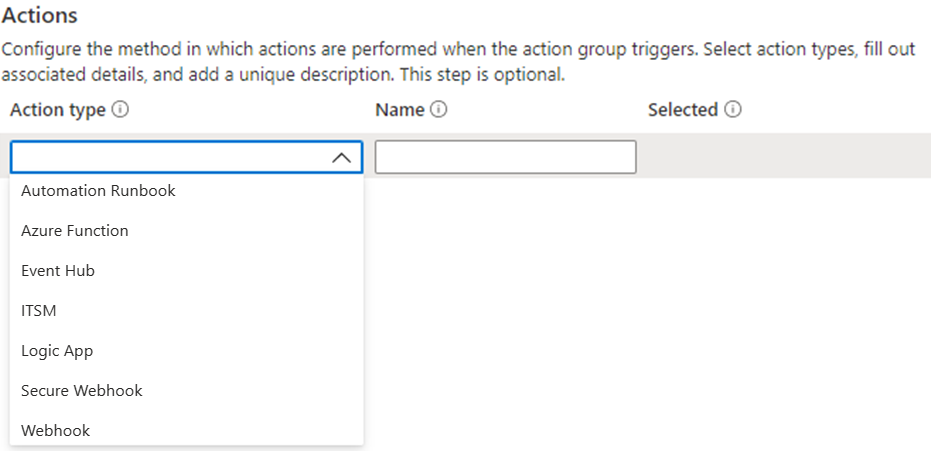 Actions
Configure the method in which actions are performed when the action group triggers. Select action types, fill out
associated details, and add a unique description. This step is optional.
Action type Name Selected
Automation Runbook
Azure Function
Event Hub
ITSM
Logic App
Secure Webhook
Webhook